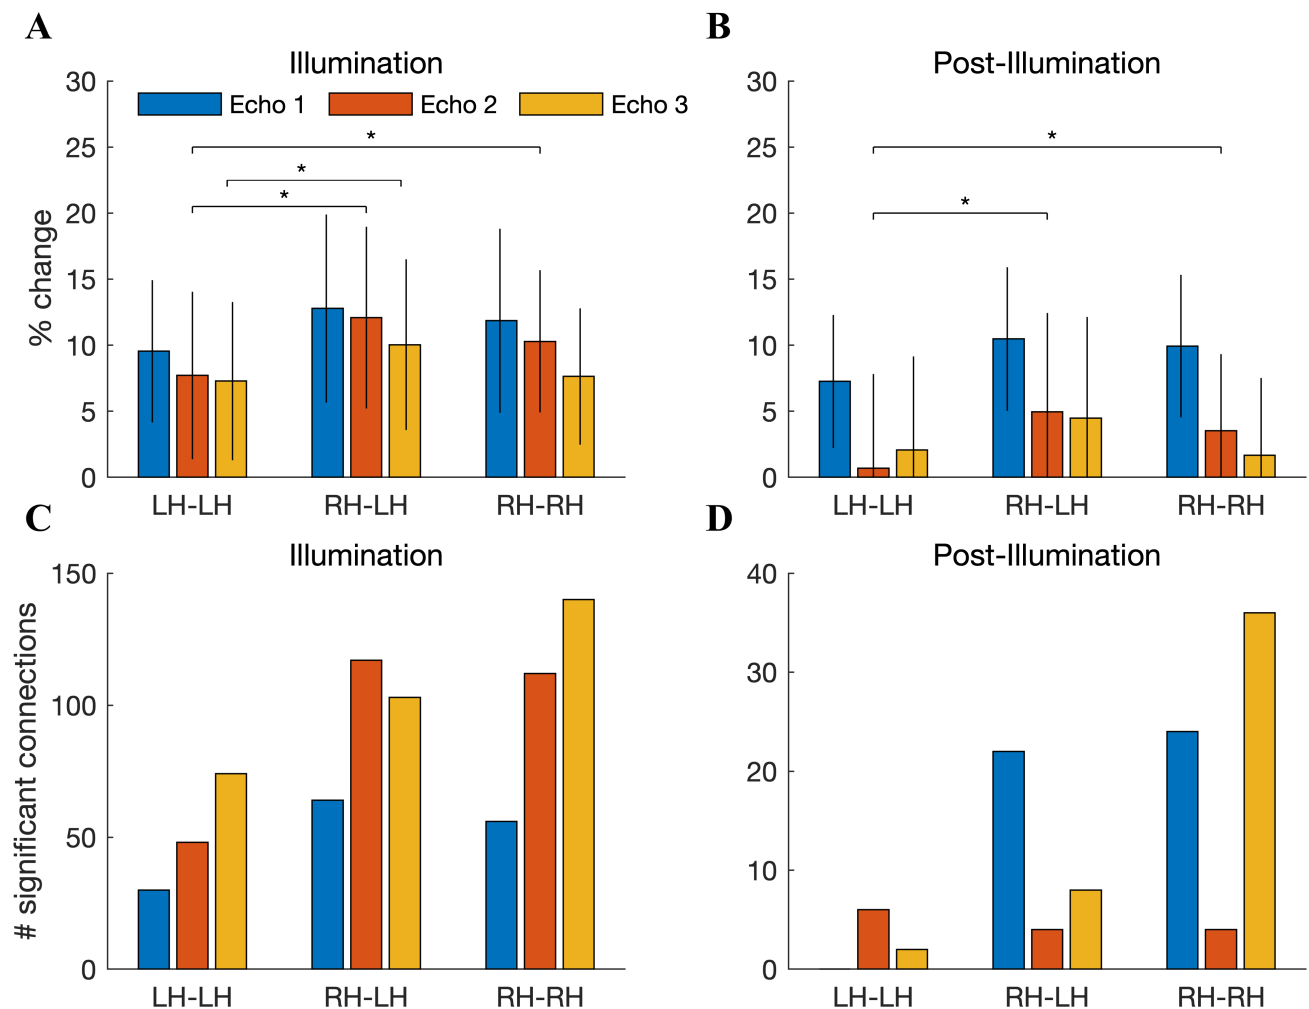 A
Illumination
% change
30
25
20
15
10
5
0
Echo 1 Echo 2 Echo 3
*
*
*
LH-LH RH-LH RH-RH
B
Post-Illumination
30
25
20
15
10
5
0
*
*
LH-LH RH-LH RH-RH
C
Illumination
# significant connections
150
100
50
0
LH-LH RH-LH RH-RH
D
Post-Illumination
40
30
20
10
0
LH-LH RH-LH RH-RH